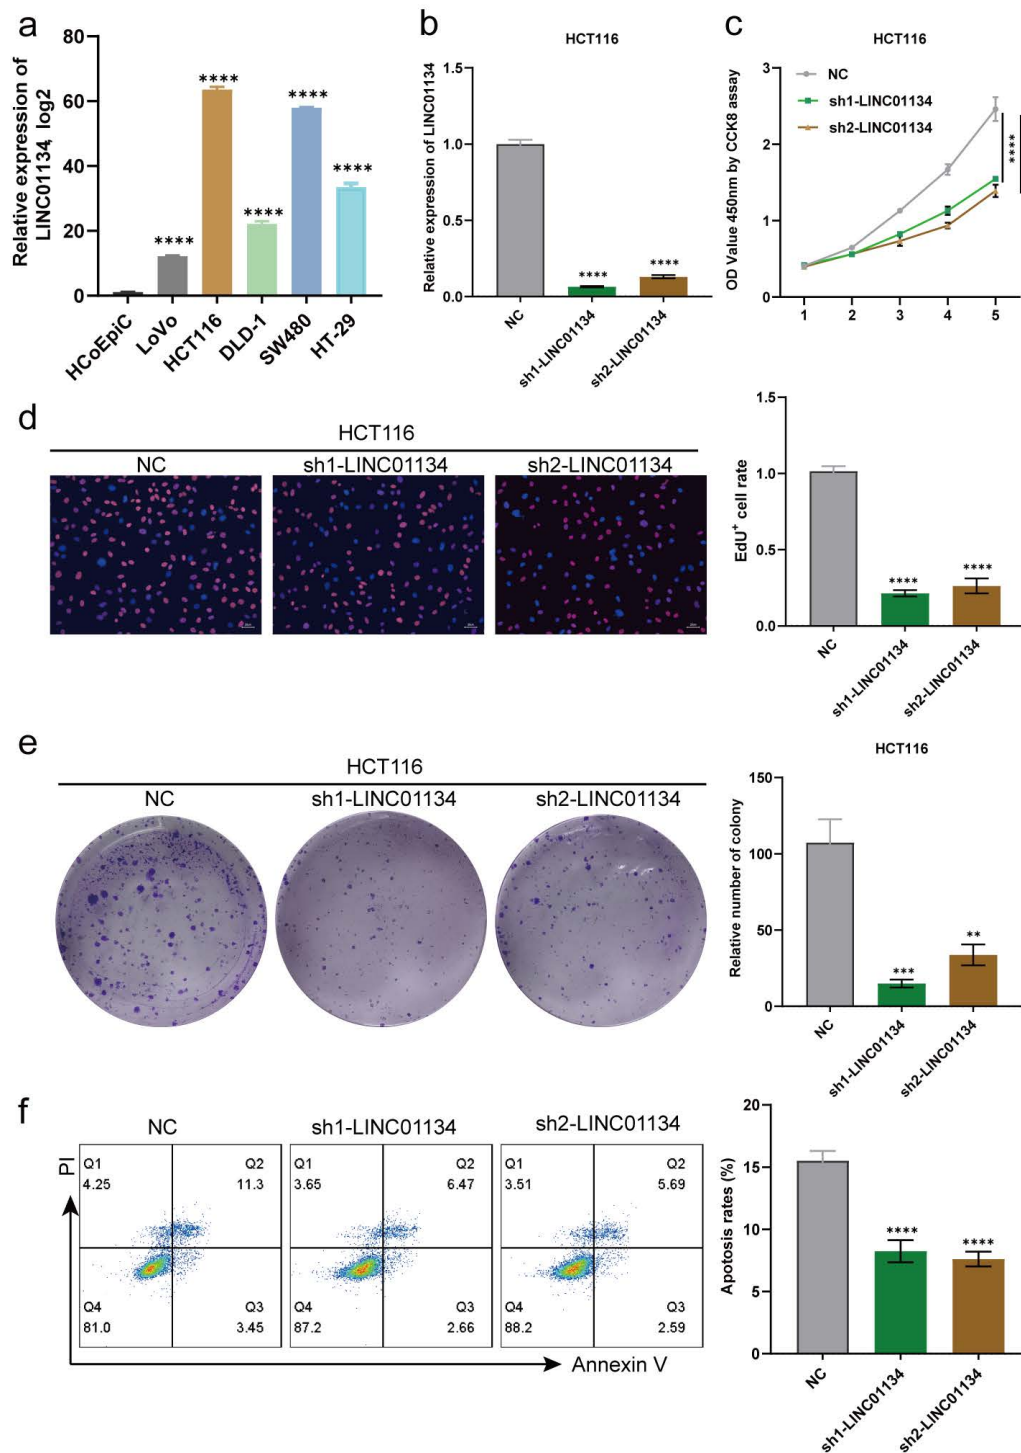 a
Relative expression of
LINC01134, log2
80
60
40
20
0
****
****
****
****
****
HCoEpiC
LoVo
HCT116
DLD-1
SW480
HT-29
b
HCT116
Relative expression of LINC01134
1.5
1.0
0.5
0.0
****
****
NC
sh1-LINC01134
sh2-LINC01134
c
HCT116
OD Value 450nm by CCK8 assay
3
2
1
0
NC
sh1-LINC01134
sh2-LINC01134
****
1 2 3 4 5
d
HCT116
NC sh1-LINC01134 sh2-LINC01134
EdU+ cell rate
1.5
1.0
0.5
0.0
****
****
NC
sh1-LINC01134
sh2-LINC01134
e
HCT116
NC sh1-LINC01134 sh2-LINC01134
HCT116
Relative number of colony
150
100
50
0
***
**
NC
sh1-LINC01134
sh2-LINC01134
f
NC sh1-LINC01134 sh2-LINC01134
PI
Q1 Q2
4.25 11.3
Q4 Q3
81.0 3.45
Q1 Q2
3.65 6.47
Q4 Q3
87.2 2.66
Q1 Q2
3.51 5.69
Q4 Q3
88.2 2.59
Annexin V
Apotosis rates (%)
20
15
10
5
0
****
****
NC
sh1-LINC01134
sh2-LINC01134